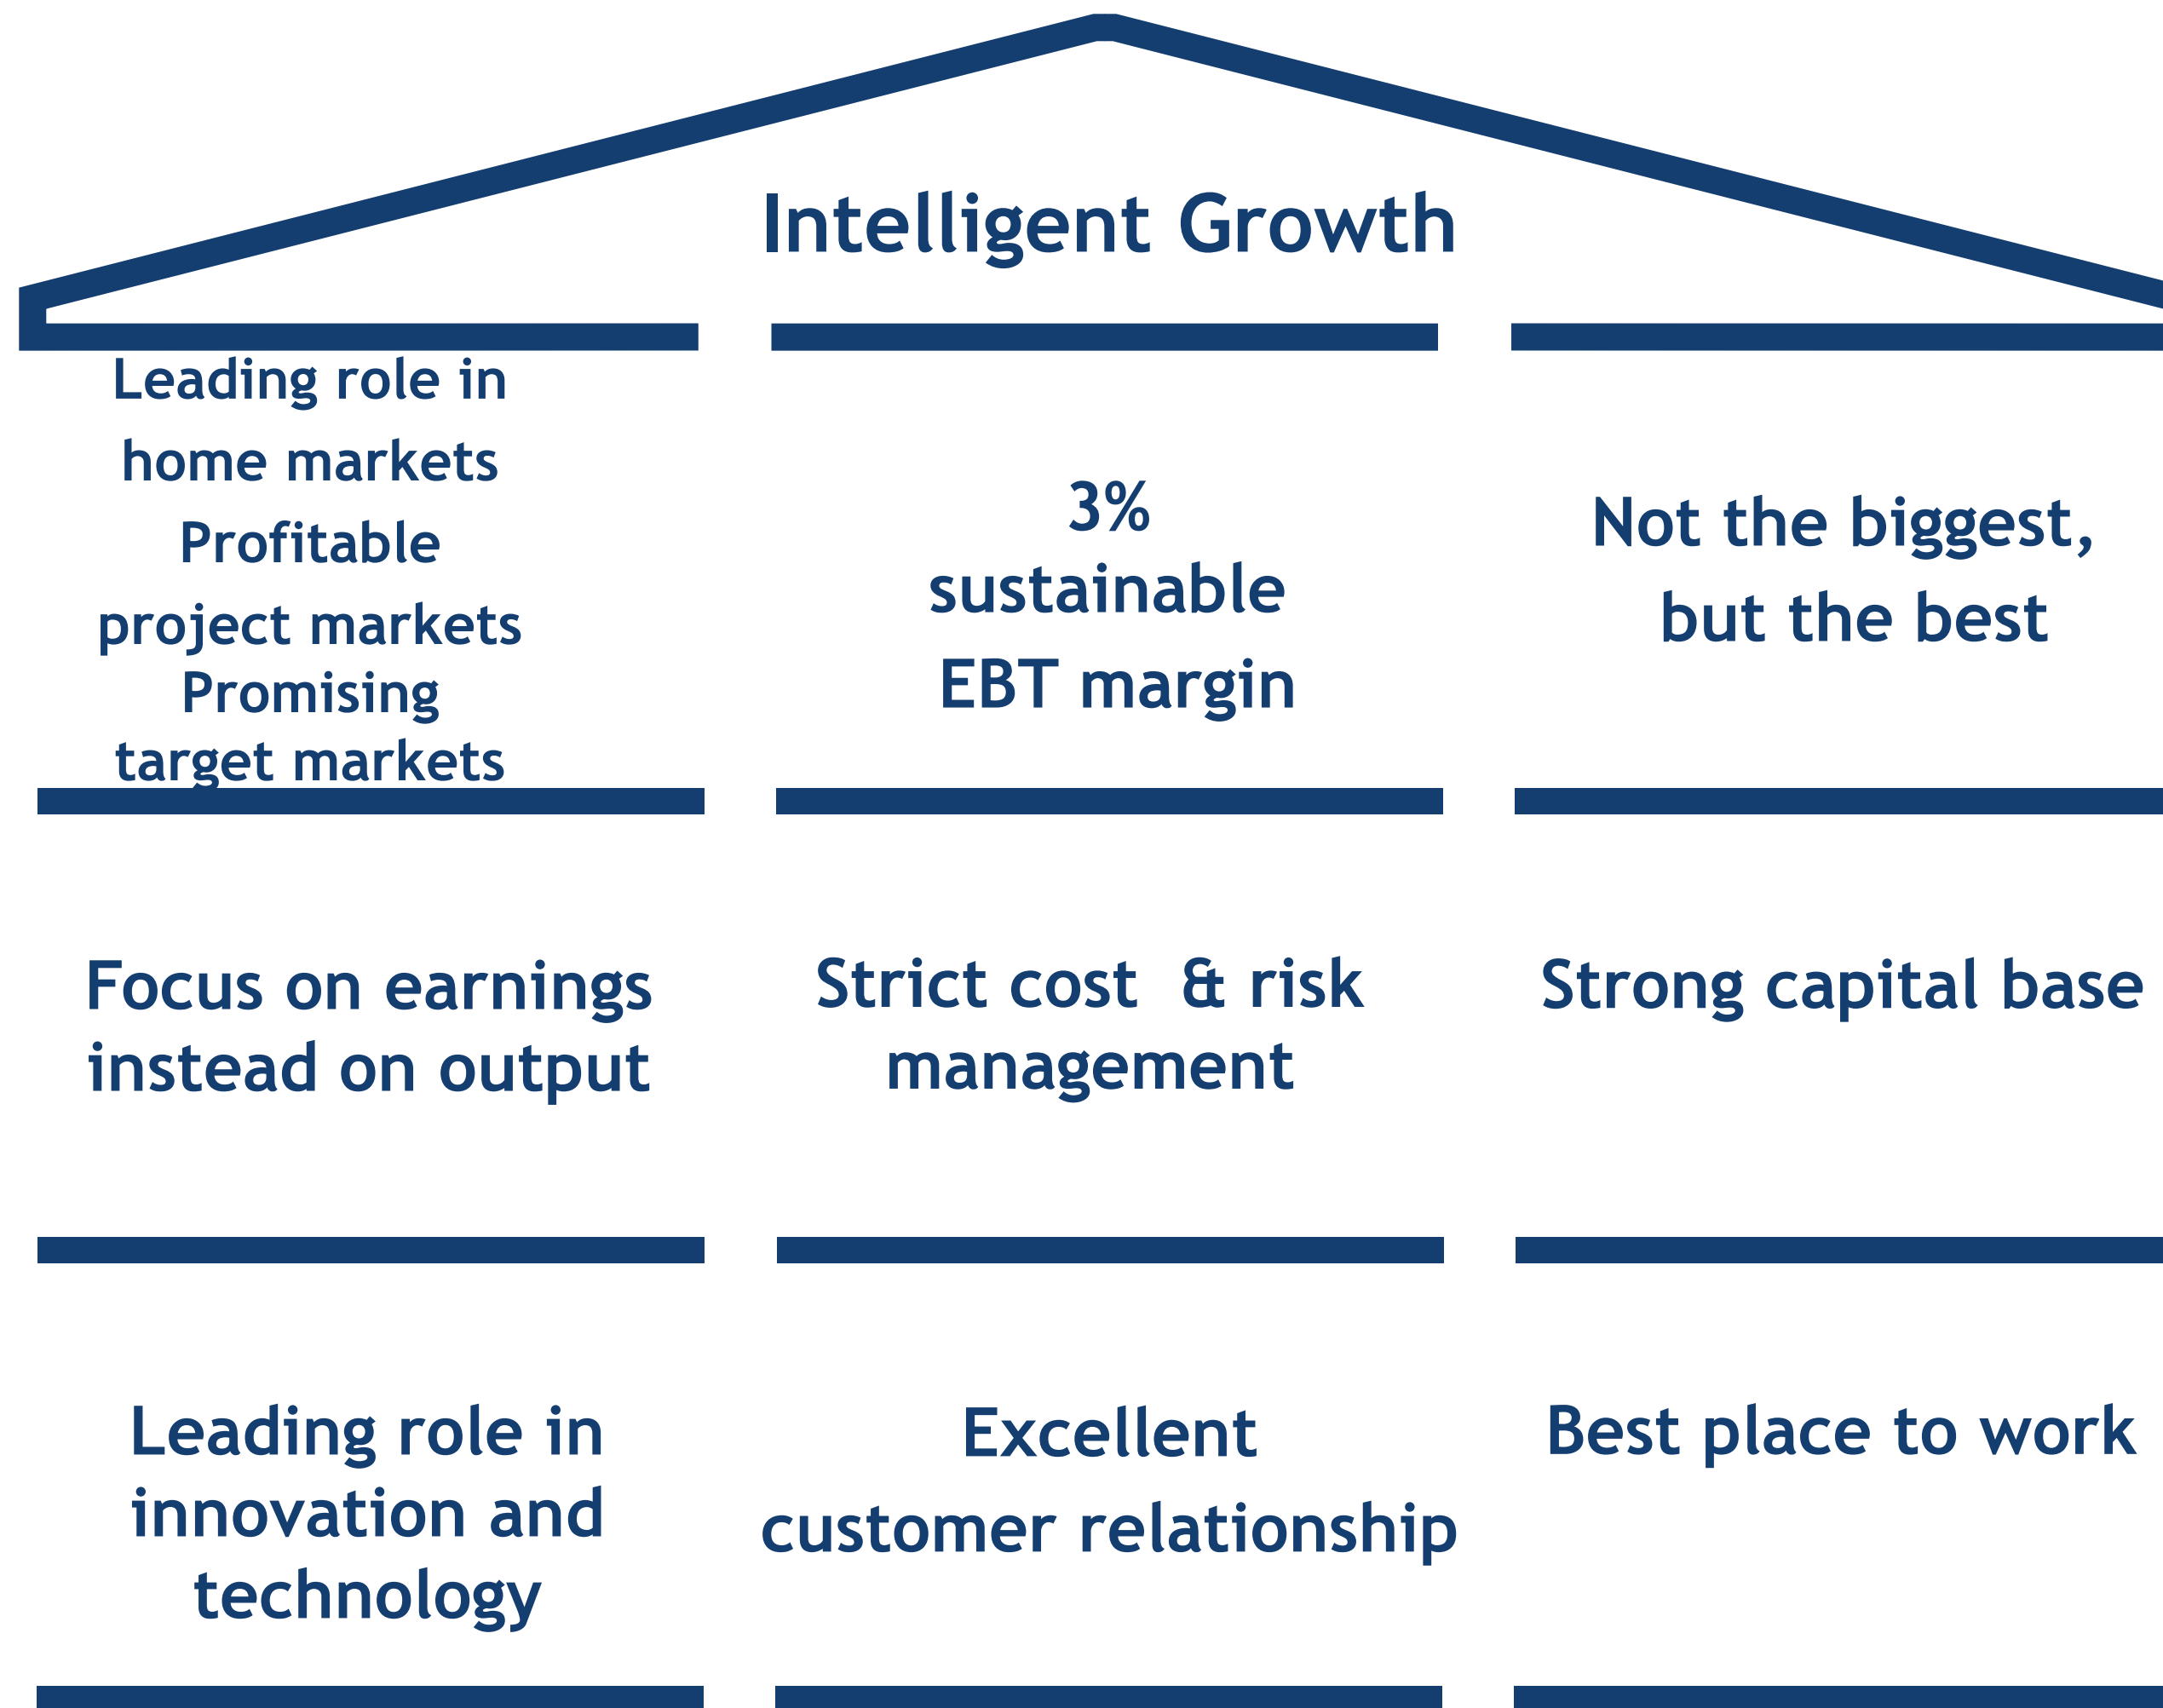 Intelligent Growth
Leading role in
home markets
Profitable
project markets
Promising
target markets
3%
sustainable
EBT margin
Not the biggest,
but the best
Focus on earnings
instead on output
Strict cost & risk
management
Strong capital base
Leading role in
innovation and
technology
Excellent
customer relationship
Best place to work